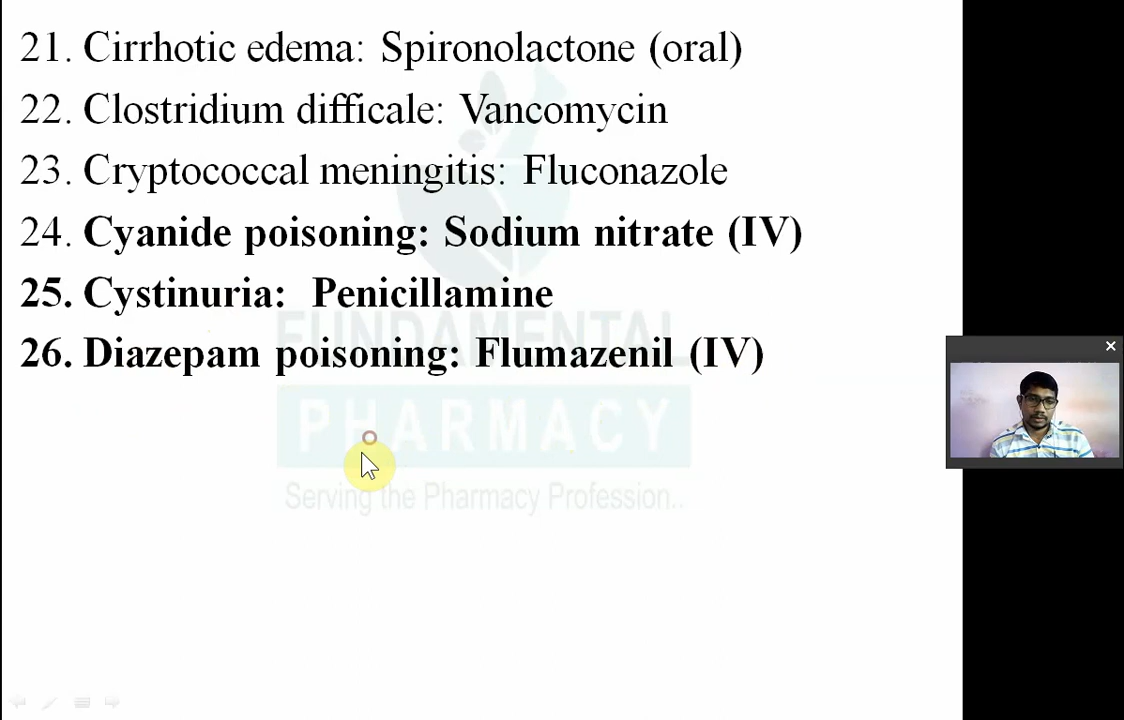 21. Cirrhotic edema: Spironolactone (oral)
22. Clostridium difficale: Vancomycin
23. Cryptococcal meningitis: Fluconazole
24. Cyanide poisoning: Sodium nitrate (IV)
25. Cystinuria: Penicillamine
26. Diazepam poisoning: Flumazenil (IV)
FUNDAMENTAL
PHARMACY
Serving the Pharmacy Profession..